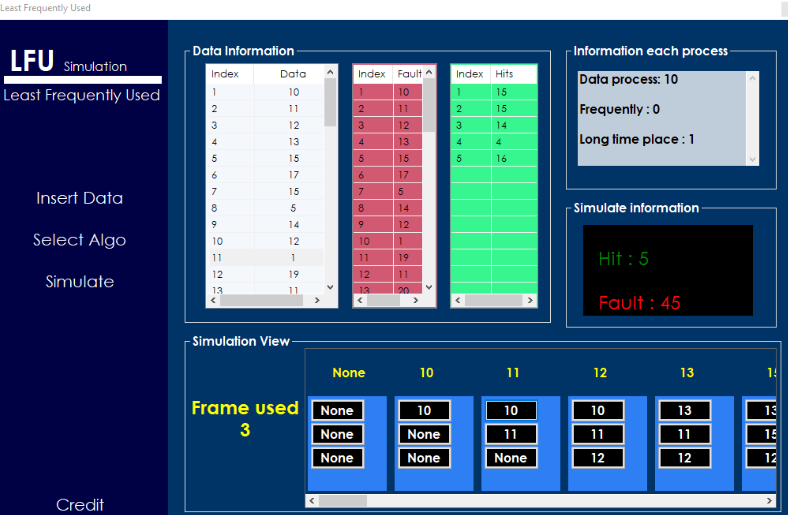 Least Frequently Used
LFU Simulation
Least Frequently Used
Insert Data
Select Algo
Simulate
Credit
Data Information
Index Data
1 10
2 11
3 12
4 13
5 15
6 17
7 15
8 5
9 14
10 12
11 1
12 19
13 11
Index Fault
1 10
2 11
3 12
4 13
5 15
6 17
7 5
8 14
9 12
10 1
11 19
12 11
13 20
Index Hits
1 15
2 15
3 14
4 4
5 16
Information each process
Data process: 10
Frequently : 0
Long time place : 1
Simulate information
Hit : 5
Fault : 45
Simulation View
Frame used
3
None 10 11 12 13
None 10 10 10 13 13
None None 11 11 11 15
None None None 12 12 12